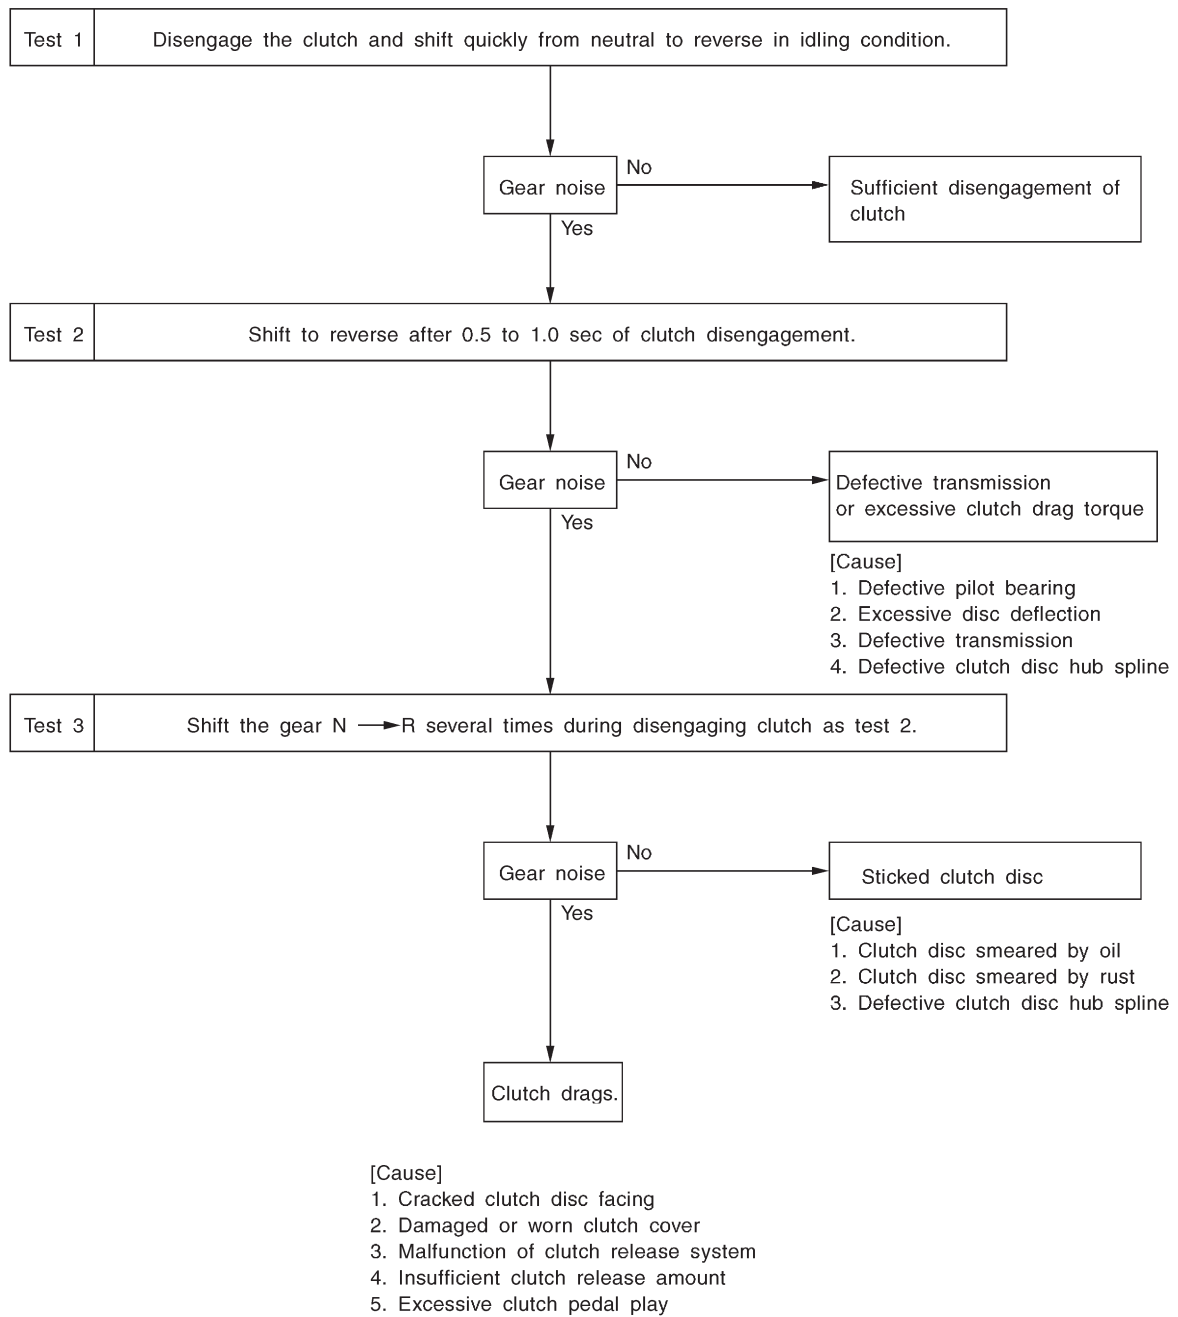 Test 1 Disengage the clutch and shift quickly from neutral to reverse in idling condition.
Gear noise
No
Sufficient disengagement of
clutch
Yes
Test 2 Shift to reverse after 0.5 to 1.0 sec of clutch disengagement.
Gear noise
No
Defective transmission
or excessive clutch drag torque
Yes
[Cause]
1. Defective pilot bearing
2. Excessive disc deflection
3. Defective transmission
4. Defective clutch disc hub spline
Test 3 Shift the gear N → R several times during disengaging clutch as test 2.
Gear noise
No
Sticked clutch disc
Yes
[Cause]
1. Clutch disc smeared by oil
2. Clutch disc smeared by rust
3. Defective clutch disc hub spline
Clutch drags.
[Cause]
1. Cracked clutch disc facing
2. Damaged or worn clutch cover
3. Malfunction of clutch release system
4. Insufficient clutch release amount
5. Excessive clutch pedal play